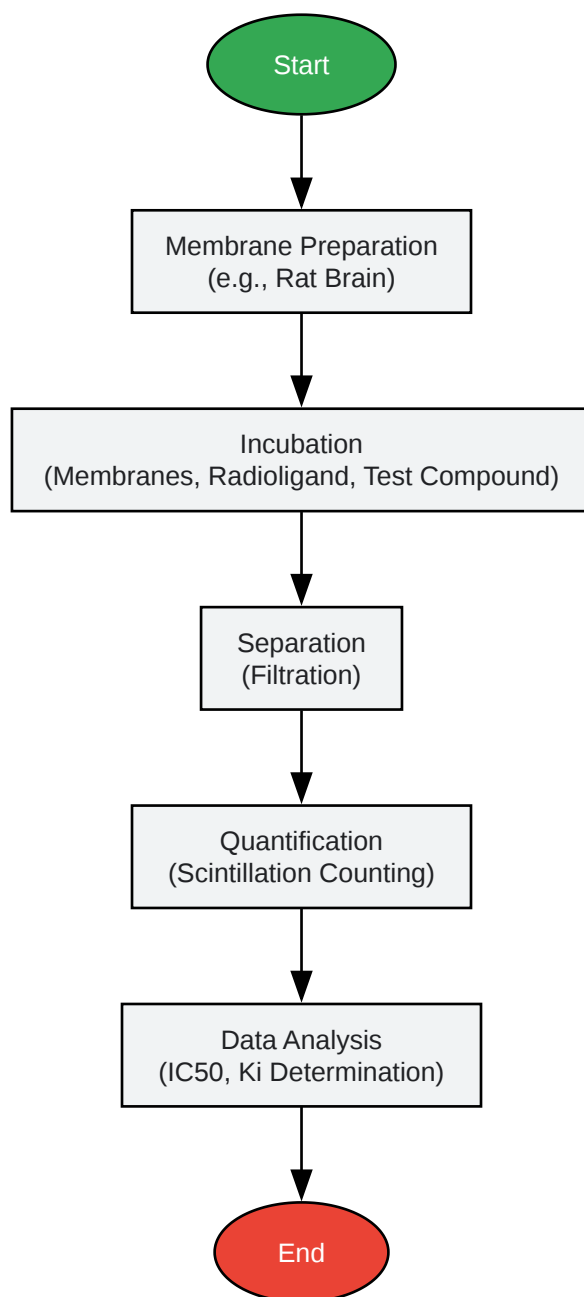 Start
Membrane Preparation
(e.g., Rat Brain)
Incubation
(Membranes, Radioligand, Test Compound)
Separation
(Filtration)
Quantification
(Scintillation Counting)
Data Analysis
(IC50, Ki Determination)
End